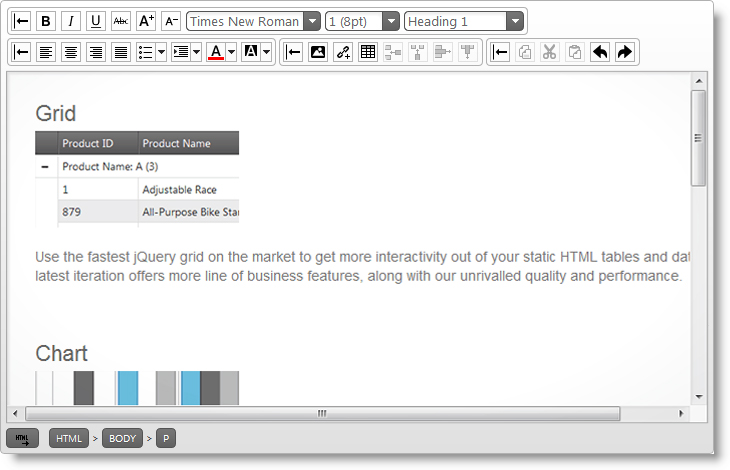 B I U Abc A+ A− Times New Roman 1 (8pt) Heading 1
A A
Grid
Product ID Product Name
Product Name: A (3)
1 Adjustable Race
879 All-Purpose Bike Sta
Use the fastest jQuery grid on the market to get more interactivity out of your static HTML tables and dat
latest iteration offers more line of business features, along with our unrivalled quality and performance.
Chart
HTML HTML > BODY > P